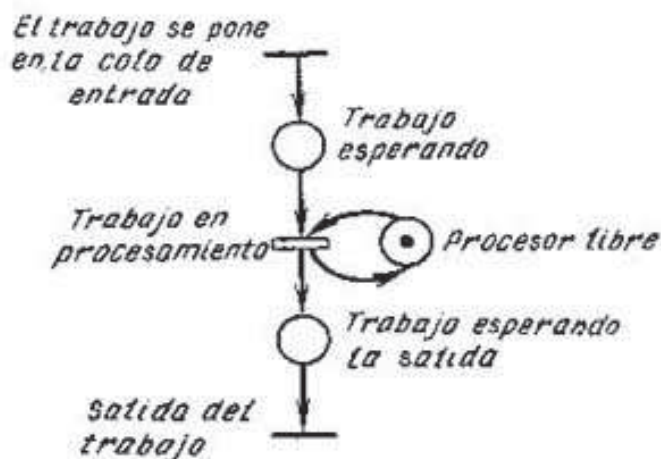 El trabajo se pone
en la cola de
entrada
Trabajo
esperando
Trabajo en
procesamiento
Procesor libre
Trabajo esperando
la salida
Salida del
trabajo